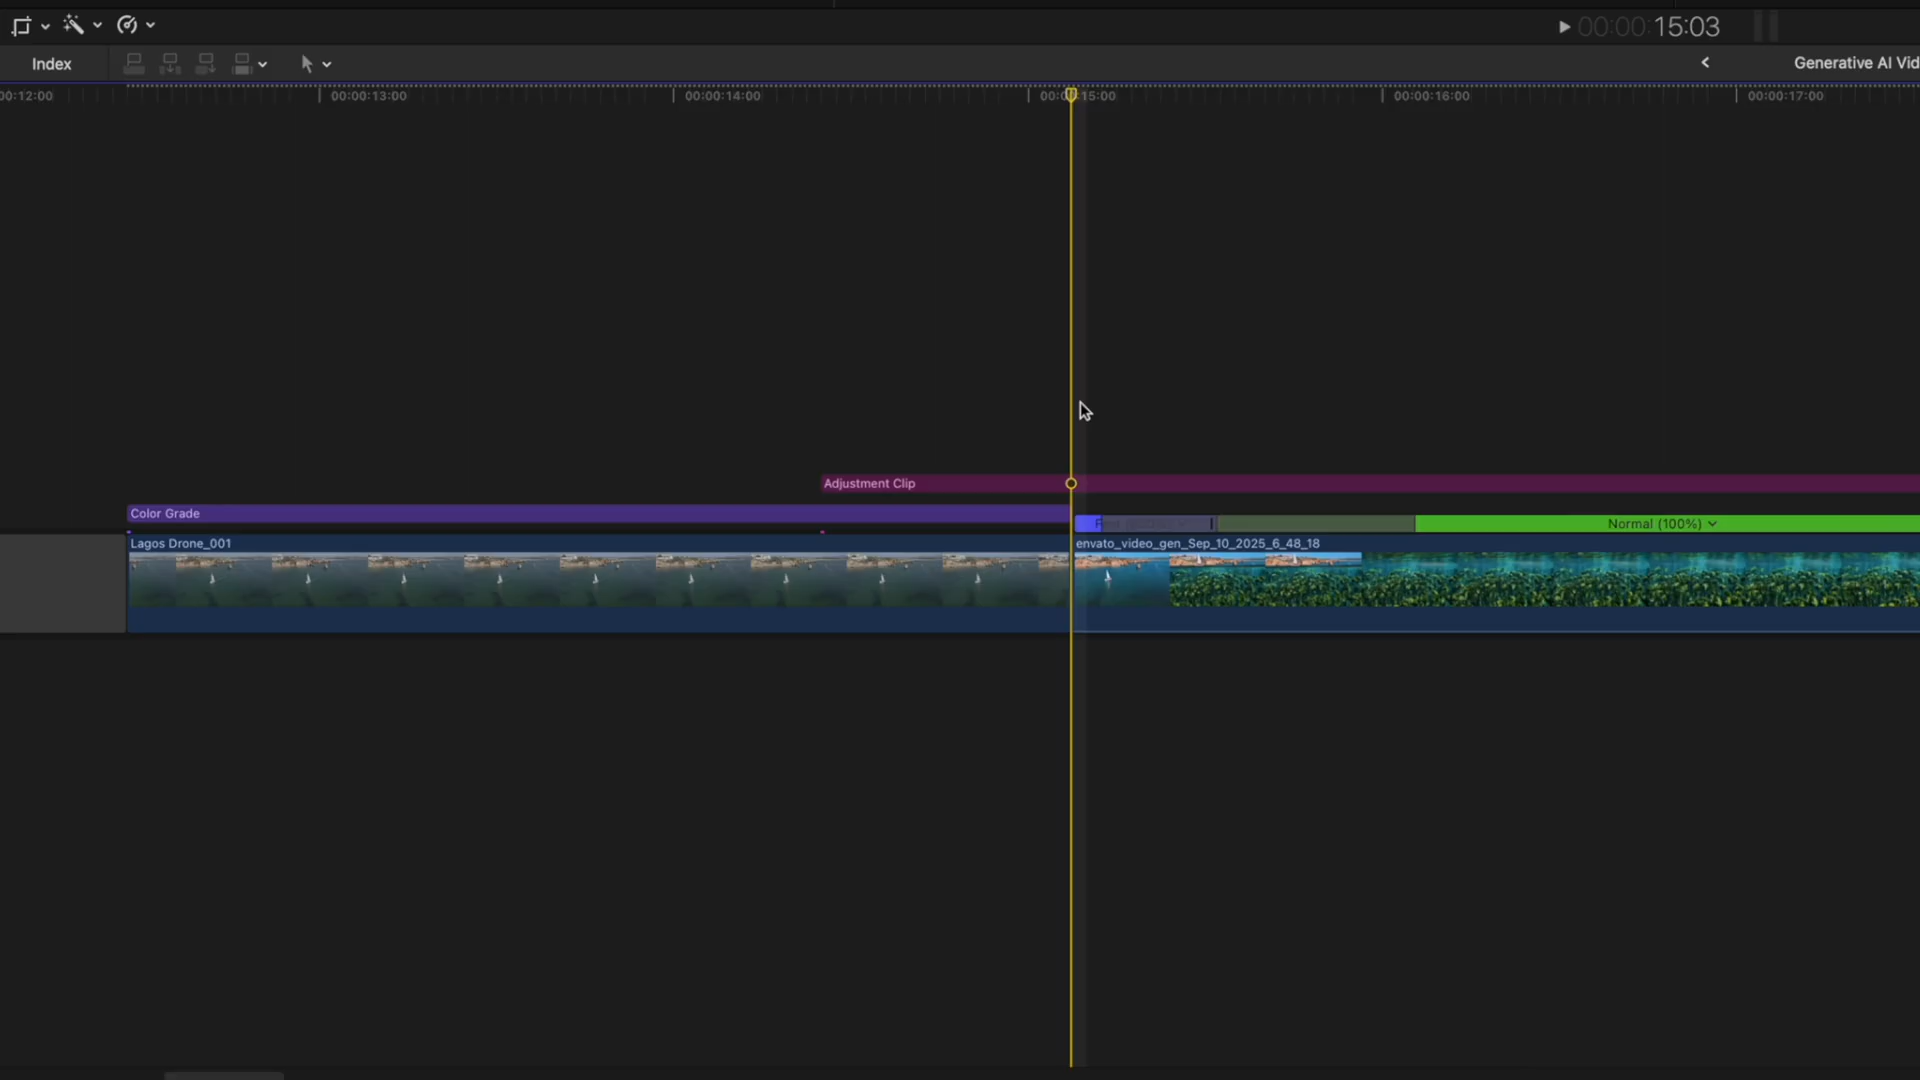 00:00:15:03
Index
Generative AI Vid
00:12:00
00:00:13:00
00:00:14:00
00:00:15:00
00:00:16:00
00:00:17:00
Adjustment Clip
Color Grade
Normal (100%)
Lagos Drone_001
envato_video_gen_Sep_10_2025_6_48_18